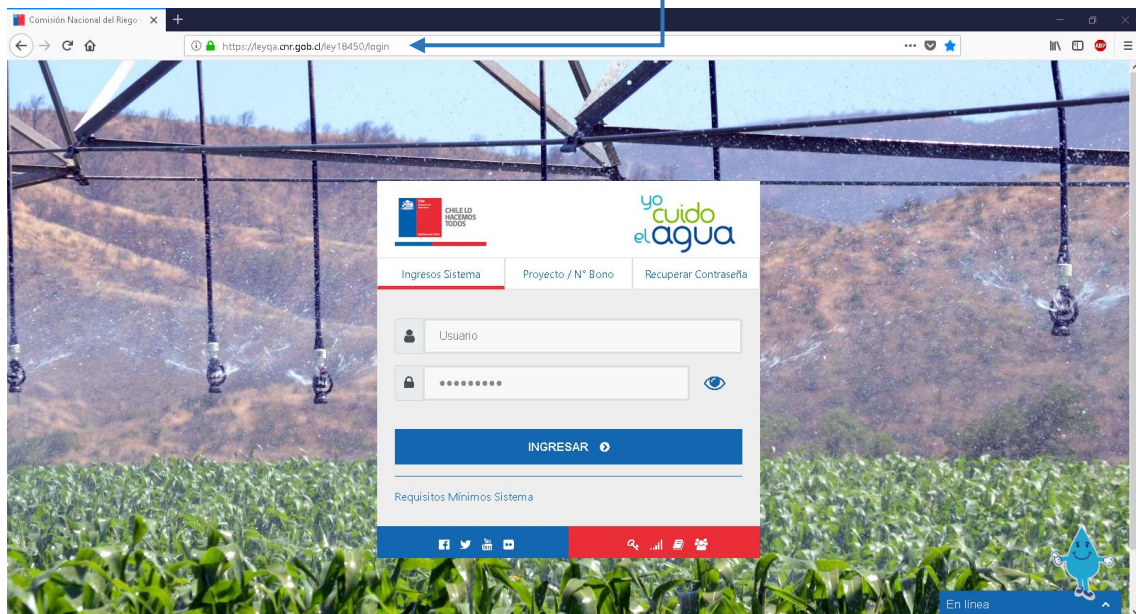 Comisión Nacional del Riego
https://leyqa.cnr.gob.cl/ley18450/login
ABP
CHILE LO
HACEMOS
TODOS
yo
cuido
el agua
Ingresos Sistema
Proyecto / N° Bono
Recuperar Contraseña
Usuario
INGRESAR
Requisitos Mínimos Sistema
En línea